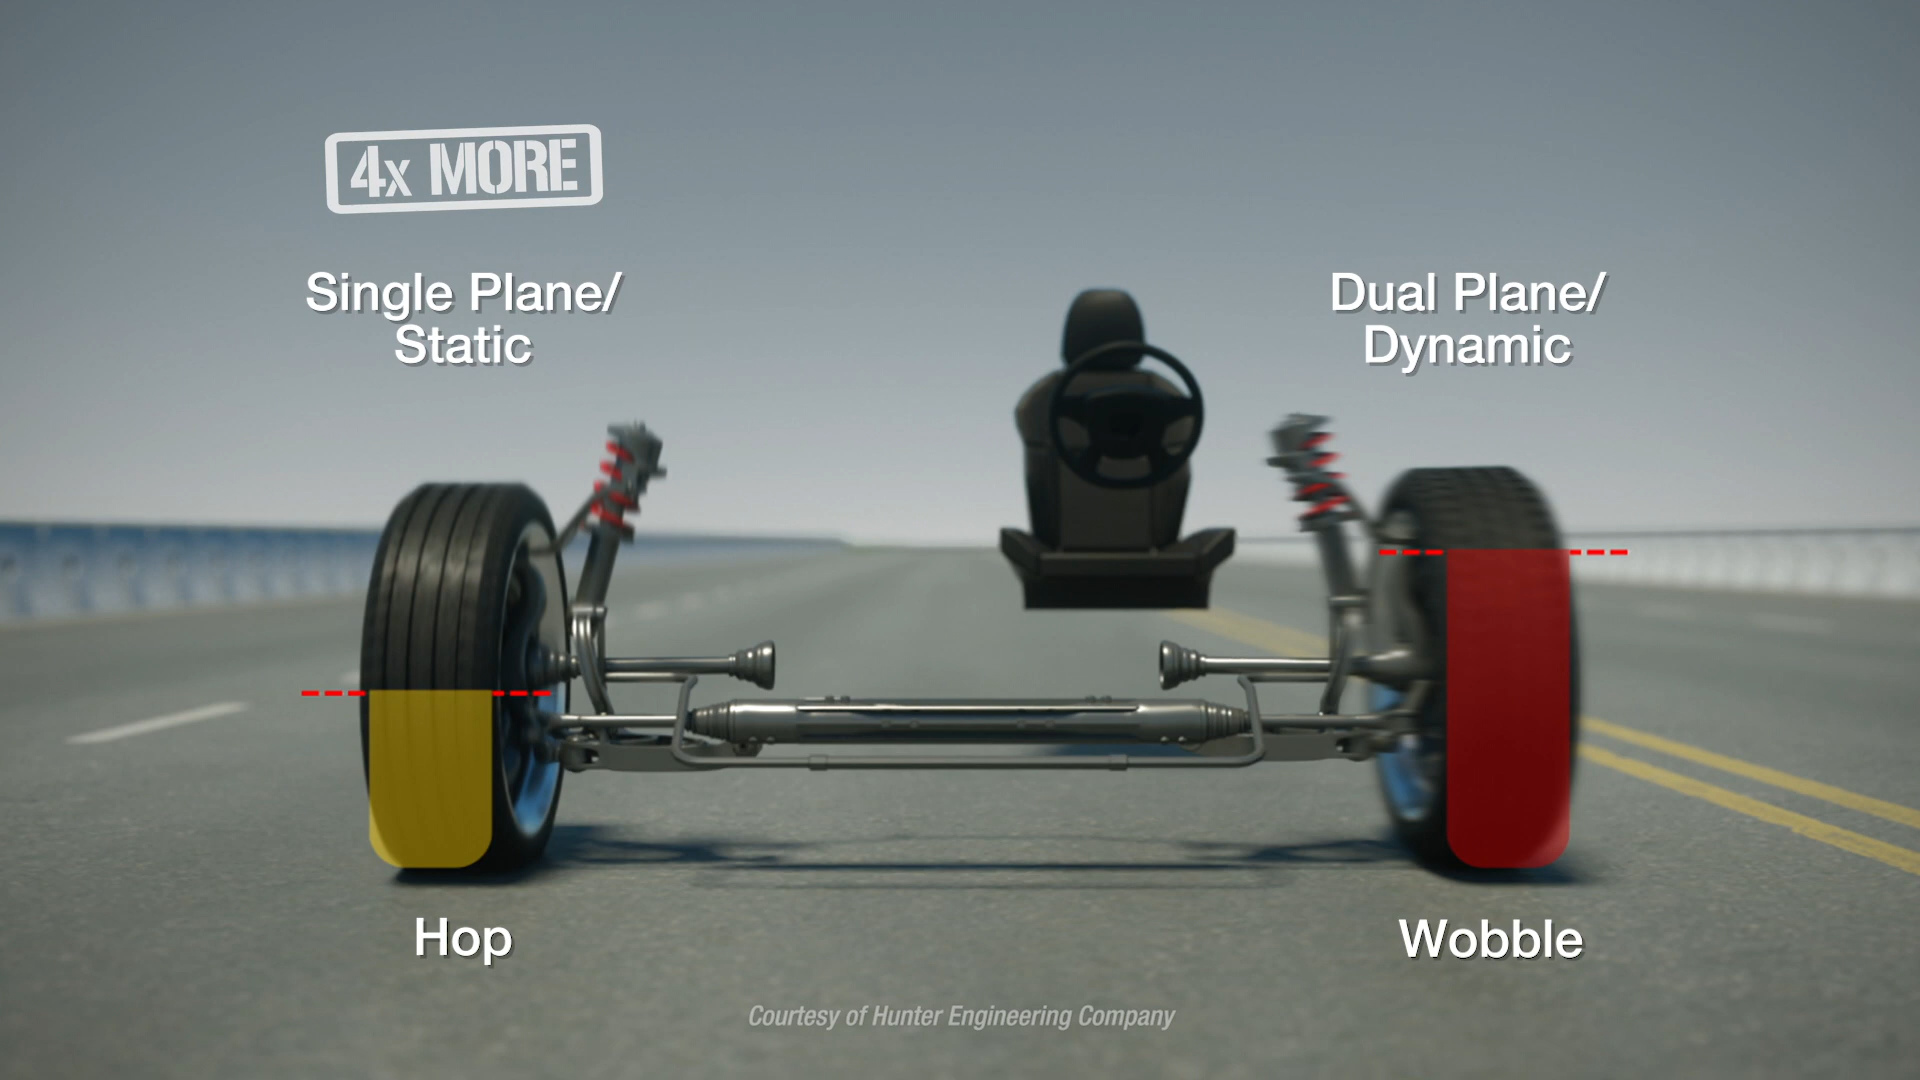 4x MORE
Single Plane/
Static
Dual Plane/
Dynamic
Hop
Wobble
Courtesy of Hunter Engineering Company